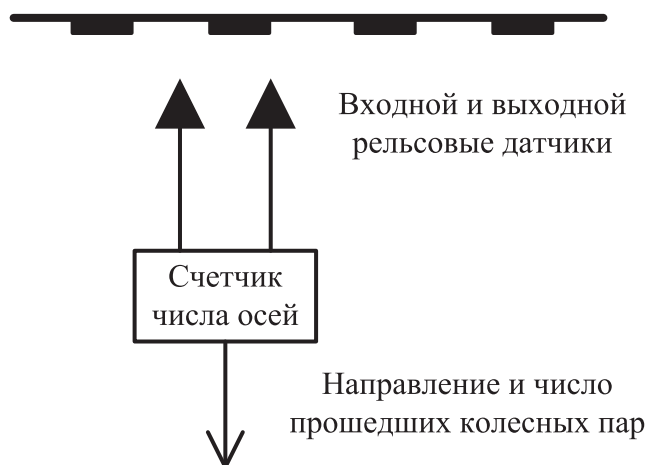 Входной и выходной
рельсовые датчики
Счетчик
числа осей
Направление и число
прошедших колесных пар